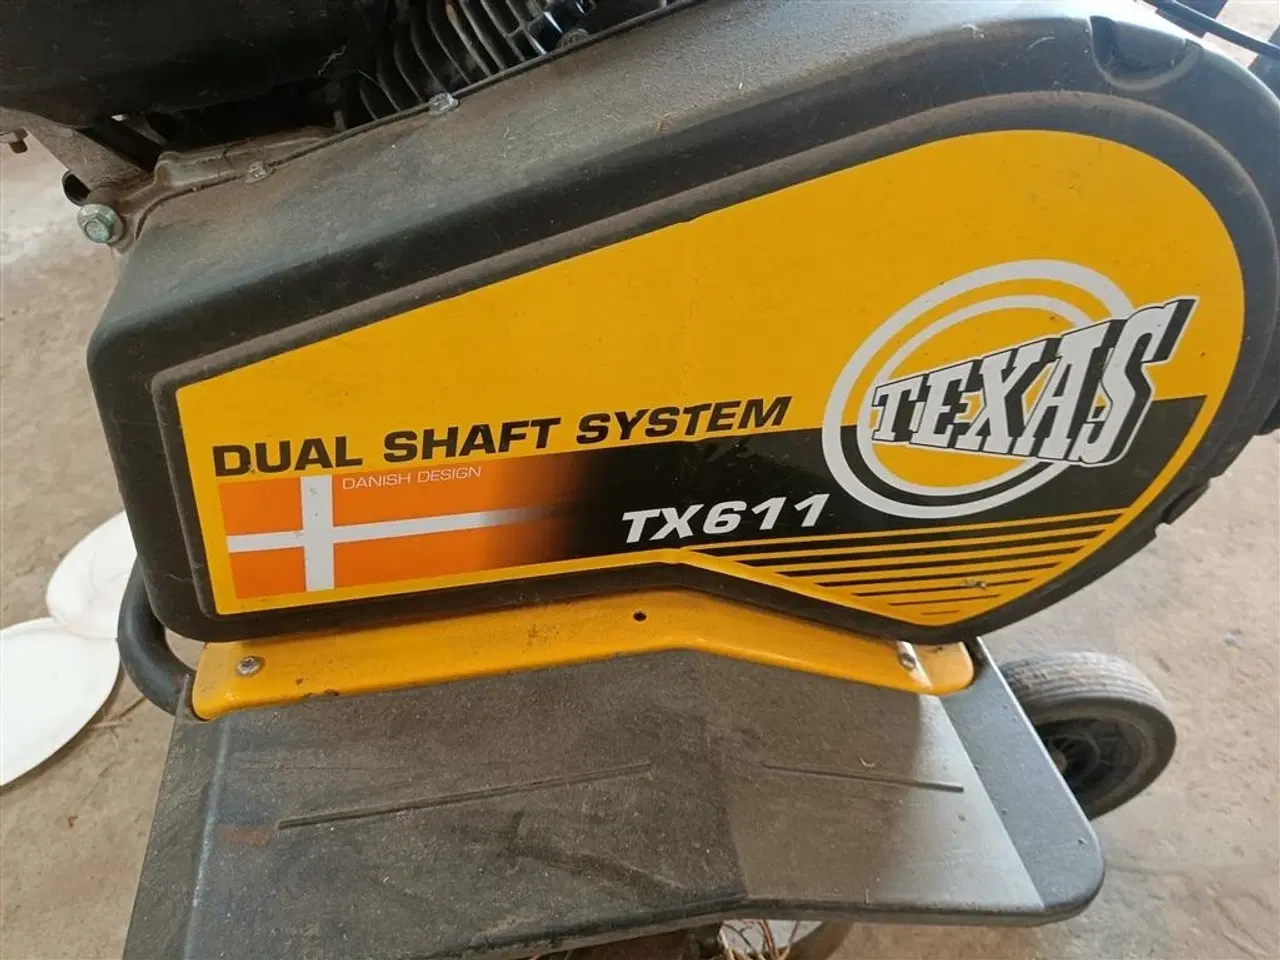 TEXAS
DUAL SHAFT SYSTEM
DANISH DESIGN
TX611